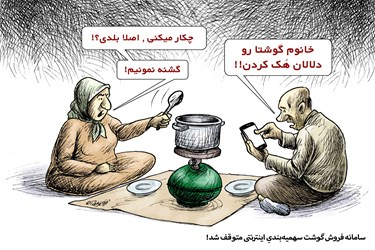 چکار میکنی , اصلا بلدی؟!
گشنه نمونیم!
خانوم گوشتا رو
دلالان هَک کردن!!
سامانه فروش گوشت سهمیه‌بندیِ اینترنتی متوقف شد!